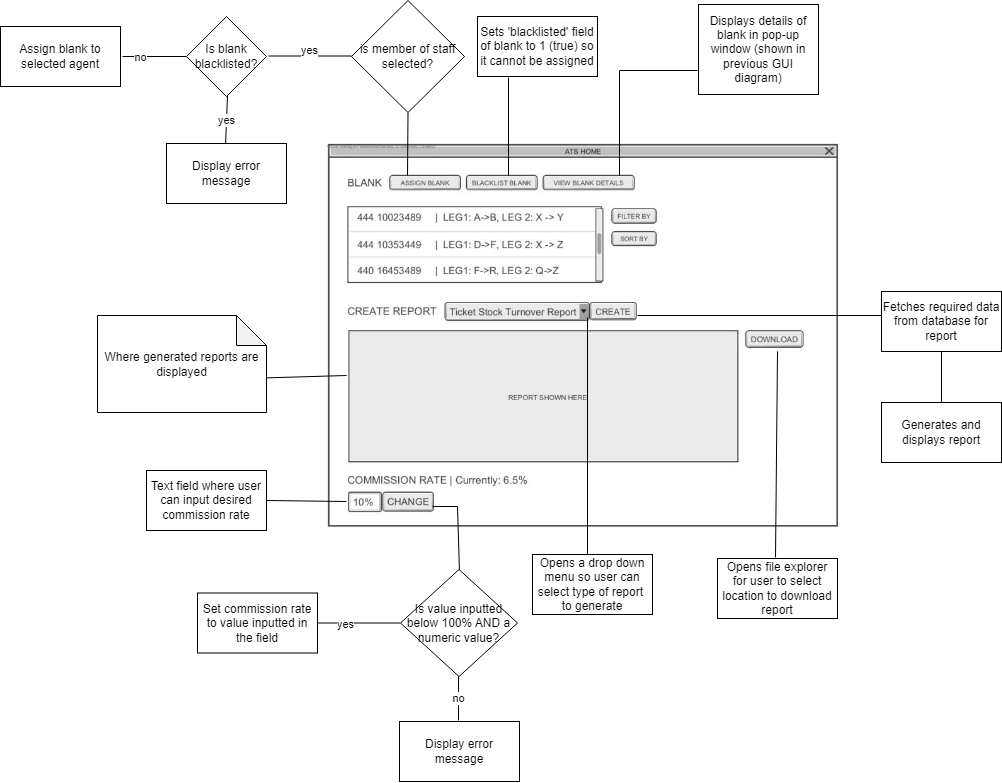 Assign blank to
selected agent
no
Is blank
blacklisted?
yes
is member of staff
selected?
yes
Display error
message
Sets 'blacklisted' field
of blank to 1 (true) so
it cannot be assigned
Displays details of
blank in pop-up
window (shown in
previous GUI
diagram)
ATS HOME
BLANK
ASSIGN BLANK
BLACKLIST BLANK
VIEW BLANK DETAILS
444 10023489 | LEG1: A->B, LEG 2: X -> Y
444 10353449 | LEG1: D->F, LEG 2: X -> Z
440 16453489 | LEG1: F->R, LEG 2: Q->Z
FILTER BY
SORT BY
CREATE REPORT
Ticket Stock Turnover Report
CREATE
Fetches required data
from database for
report
Generates and
displays report
Where generated reports are
displayed
REPORT SHOWN HERE
DOWNLOAD
COMMISSION RATE | Currently: 6.5%
10%
CHANGE
Text field where user
can input desired
commission rate
Opens a drop down
menu so user can
select type of report
to generate
Opens file explorer
for user to select
location to download
report
Is value inputted
below 100% AND a
numeric value?
yes
Set commission rate
to value inputted in
the field
no
Display error
message